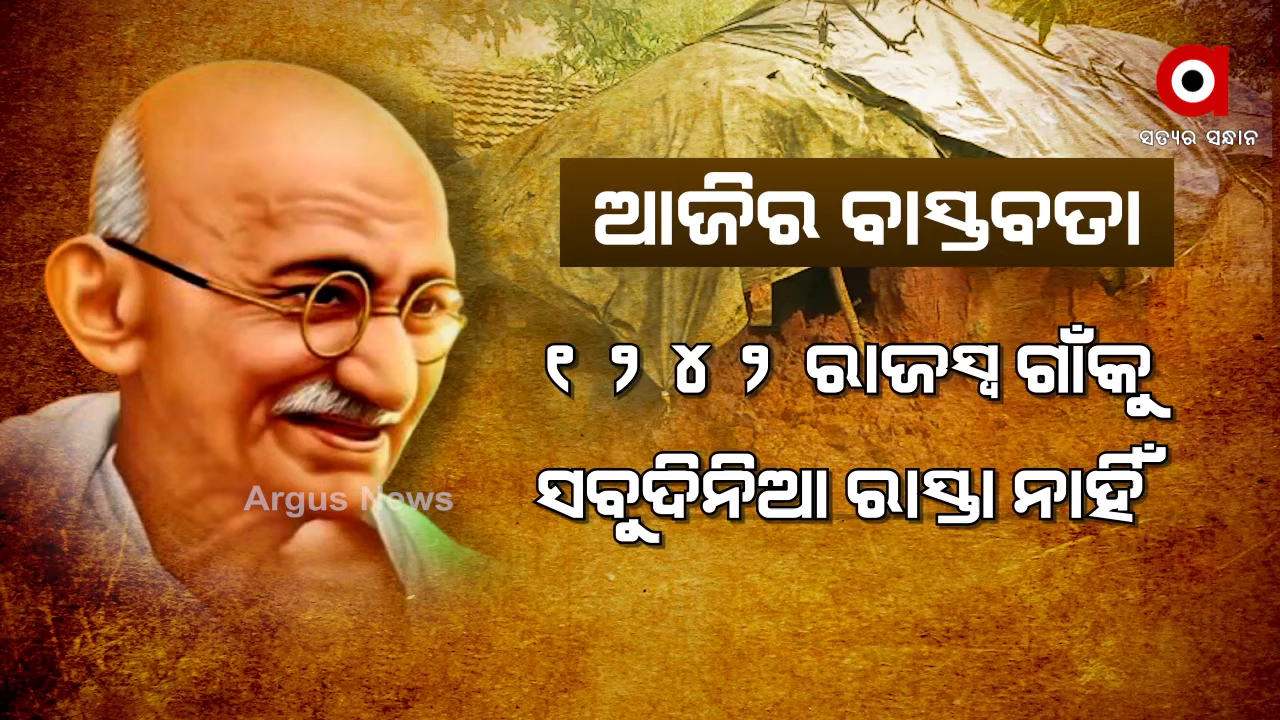 ସତ୍ୟର ସନ୍ଧାନ
ଆଜିର ବାସ୍ତବତା
୧ ୨ ୪ ୨ ରାଜସ୍ୱ ଗାଁକୁ
ସବୁଦିନିଆ ରାସ୍ତା ନାହିଁ
Argus News